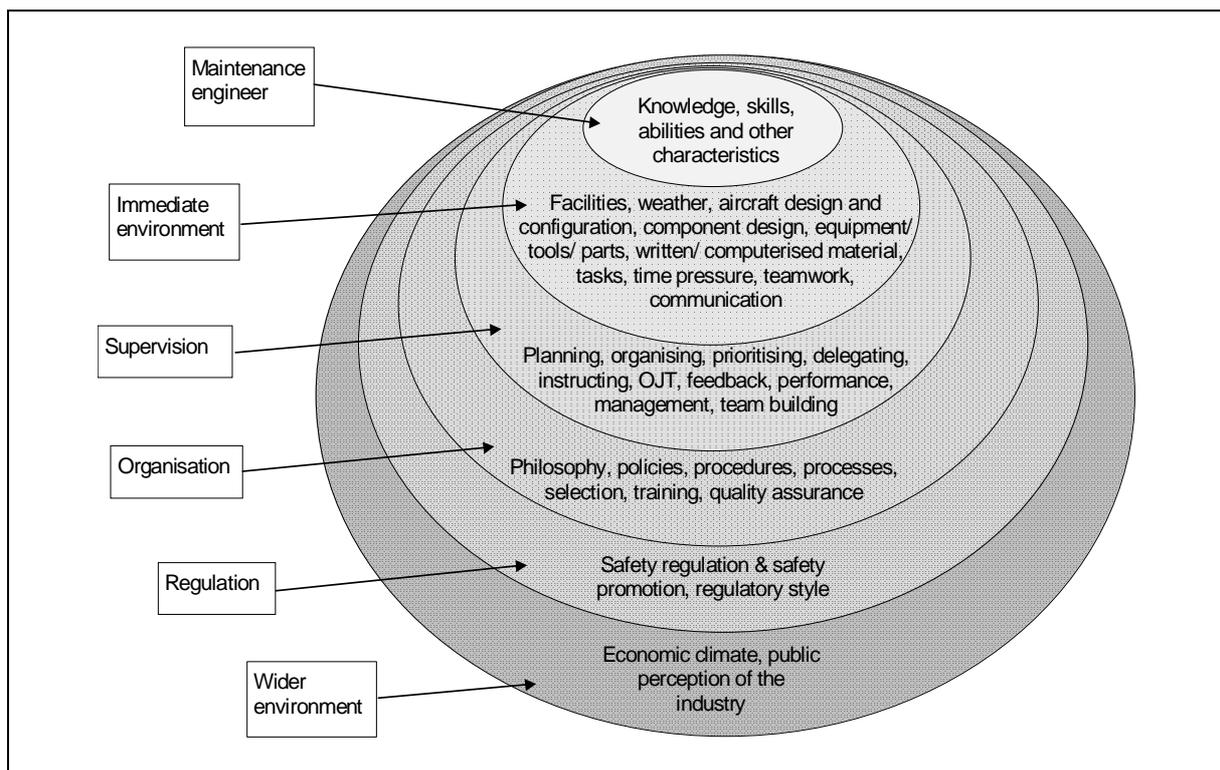 Maintenance
engineer
Knowledge, skills,
abilities and other
characteristics
Immediate
environment
Facilities, weather, aircraft design and
configuration, component design, equipment/
tools/ parts, written/ computerised material,
tasks, time pressure, teamwork,
communication
Supervision
Planning, organising, prioritising, delegating,
instructing, OJT, feedback, performance,
management, team building
Organisation
Philosophy, policies, procedures, processes,
selection, training, quality assurance
Regulation
Safety regulation & safety
promotion, regulatory style
Wider
environment
Economic climate, public
perception of the
industry